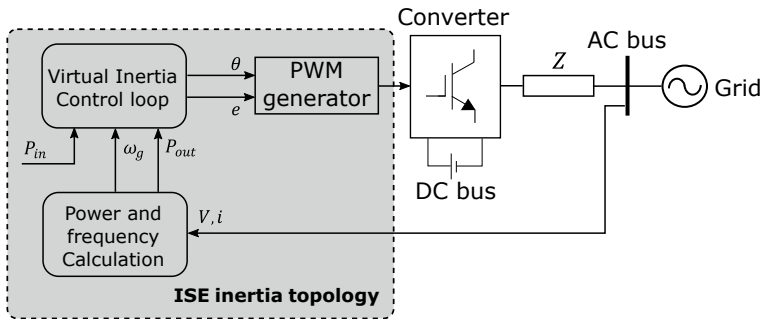 Converter
AC bus
Virtual Inertia
Control loop
θ
e
PWM
generator
Z
Grid
P_in
ω_g
P_out
DC bus
Power and
frequency
Calculation
V, i
ISE inertia topology